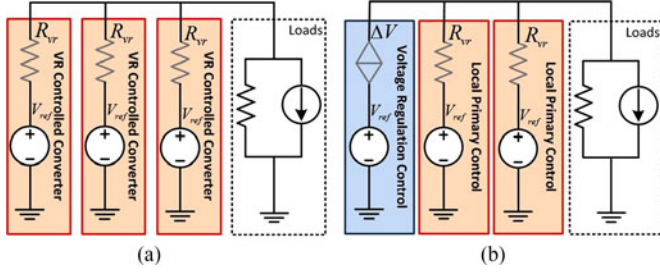 R_vr
V_ref
+
−
VR Controlled Converter
R_vr
V_ref
+
−
VR Controlled Converter
R_vr
V_ref
+
−
VR Controlled Converter
Loads
(a)
ΔV
V_ref
+
−
Voltage Regulation Control
R_vr
V_ref
+
−
Local Primary Control
R_vr
V_ref
+
−
Local Primary Control
Loads
(b)